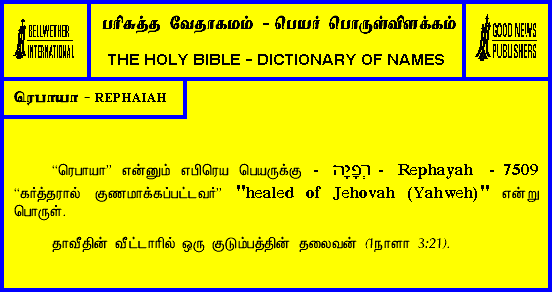 BELLWETHER
INTERNATIONAL
பரிசுத்த வேதாகமம் - பெயர் பொருள்விளக்கம்
THE HOLY BIBLE - DICTIONARY OF NAMES
GOOD NEWS
PUBLISHERS
ரெபாயா - REPHAIAH
“ரெபாயா” என்னும் எபிரெய பெயருக்கு - רְפָיָה - Rephayah - 7509
“கர்த்தரால் குணமாக்கப்பட்டவர்” "healed of Jehovah (Yahweh)" என்று
பொருள்.
தாவீதின் வீட்டாரில் ஒரு குடும்பத்தின் தலைவன் (1நாளா 3:21).